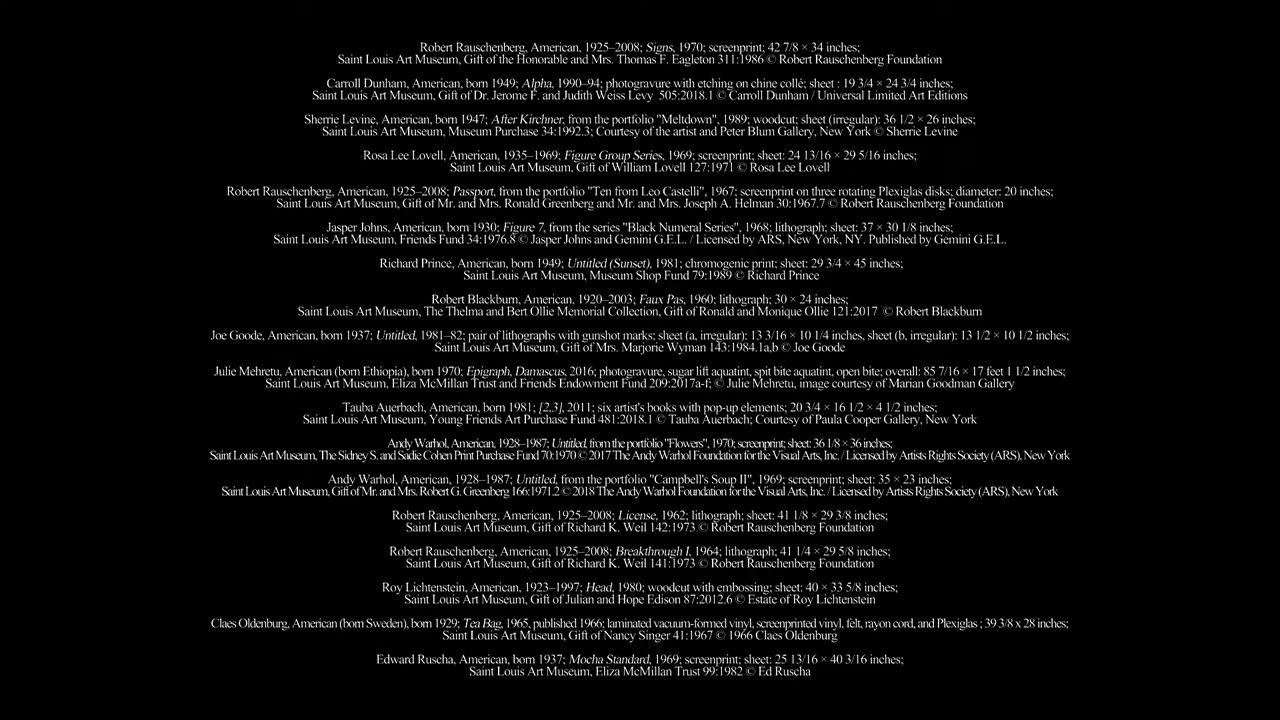 Robert Rauschenberg, American, 1925–2008; Signs, 1970; screenprint; 42 7/8 × 34 inches;
Saint Louis Art Museum, Gift of the Honorable and Mrs. Thomas F. Eagleton 311:1986 © Robert Rauschenberg Foundation
Carroll Dunham, American, born 1949; Alpha, 1990–94; photogravure with etching on chine collé; sheet : 19 3/4 × 24 3/4 inches;
Saint Louis Art Museum, Gift of Dr. Jerome F. and Judith Weiss Levy 505:2018.1 © Carroll Dunham / Universal Limited Art Editions
Sherrie Levine, American, born 1947; After Kirchner, from the portfolio "Meltdown", 1989; woodcut; sheet (irregular): 36 1/2 × 26 inches;
Saint Louis Art Museum, Museum Purchase 34:1992.3; Courtesy of the artist and Peter Blum Gallery, New York © Sherrie Levine
Rosa Lee Lovell, American, 1935–1969; Figure Group Series, 1969; screenprint; sheet: 24 13/16 × 29 5/16 inches;
Saint Louis Art Museum, Gift of William Lovell 127:1971 © Rosa Lee Lovell
Robert Rauschenberg, American, 1925–2008; Passport, from the portfolio "Ten from Leo Castelli", 1967; screenprint on three rotating Plexiglas disks; diameter: 20 inches;
Saint Louis Art Museum, Gift of Mr. and Mrs. Ronald Greenberg and Mr. and Mrs. Joseph A. Helman 30:1967.7 © Robert Rauschenberg Foundation
Jasper Johns, American, born 1930; Figure 7, from the series "Black Numeral Series", 1968; lithograph; sheet: 37 × 30 1/8 inches;
Saint Louis Art Museum, Friends Fund 34:1976.8 © Jasper Johns and Gemini G.E.L. / Licensed by ARS, New York, NY. Published by Gemini G.E.L.
Richard Prince, American, born 1949; Untitled (Sunset), 1981; chromogenic print; sheet: 29 3/4 × 45 inches;
Saint Louis Art Museum, Museum Shop Fund 79:1989 © Richard Prince
Robert Blackburn, American, 1920–2003; Faux Pas, 1960; lithograph; 30 × 24 inches;
Saint Louis Art Museum, The Thelma and Bert Ollie Memorial Collection, Gift of Ronald and Monique Ollie 121:2017 © Robert Blackburn
Joe Goode, American, born 1937; Untitled, 1981–82; pair of lithographs with gunshot marks; sheet (a, irregular): 13 3/16 × 10 1/4 inches, sheet (b, irregular): 13 1/2 × 10 1/2 inches;
Saint Louis Art Museum, Gift of Mrs. Marjorie Wyman 143:1984.1a,b © Joe Goode
Julie Mehretu, American (born Ethiopia), born 1970; Epigraph, Damascus, 2016; photogravure, sugar lift aquatint, spit bite aquatint, open bite; overall: 85 7/16 × 17 feet 1 1/2 inches;
Saint Louis Art Museum, Eliza McMillan Trust and Friends Endowment Fund 209:2017a-f; © Julie Mehretu, image courtesy of Marian Goodman Gallery
Tauba Auerbach, American, born 1981; [2,3], 2011; six artist's books with pop-up elements; 20 3/4 × 16 1/2 × 4 1/2 inches;
Saint Louis Art Museum, Young Friends Art Purchase Fund 481:2018.1 © Tauba Auerbach; Courtesy of Paula Cooper Gallery, New York
Andy Warhol, American, 1928–1987; Untitled, from the portfolio "Flowers", 1970; screenprint; sheet: 36 1/8 × 36 inches;
Saint Louis Art Museum, The Sidney S. and Sadie Cohen Print Purchase Fund 70:1970 © 2017 The Andy Warhol Foundation for the Visual Arts, Inc. / Licensed by Artists Rights Society (ARS), New York
Andy Warhol, American, 1928–1987; Untitled, from the portfolio "Campbell's Soup II", 1969; screenprint; sheet: 35 × 23 inches;
Saint Louis Art Museum, Gift of Mr. and Mrs. Robert G. Greenberg 166:1971.2 © 2018 The Andy Warhol Foundation for the Visual Arts, Inc. / Licensed by Artists Rights Society (ARS), New York
Robert Rauschenberg, American, 1925–2008; License, 1962; lithograph; sheet: 41 1/8 × 29 3/8 inches;
Saint Louis Art Museum, Gift of Richard K. Weil 142:1973 © Robert Rauschenberg Foundation
Robert Rauschenberg, American, 1925–2008; Breakthrough I, 1964; lithograph; 41 1/4 × 29 5/8 inches;
Saint Louis Art Museum, Gift of Richard K. Weil 141:1973 © Robert Rauschenberg Foundation
Roy Lichtenstein, American, 1923–1997; Head, 1980; woodcut with embossing; sheet: 40 × 33 5/8 inches;
Saint Louis Art Museum, Gift of Julian and Hope Edison 87:2012.6 © Estate of Roy Lichtenstein
Claes Oldenburg, American (born Sweden), born 1929; Tea Bag, 1965, published 1966; laminated vacuum-formed vinyl, screenprinted vinyl, felt, rayon cord, and Plexiglas ; 39 3/8 x 28 inches;
Saint Louis Art Museum, Gift of Nancy Singer 41:1967 © 1966 Claes Oldenburg
Edward Ruscha, American, born 1937; Mocha Standard, 1969; screenprint; sheet: 25 13/16 × 40 3/16 inches;
Saint Louis Art Museum, Eliza McMillan Trust 99:1982 © Ed Ruscha